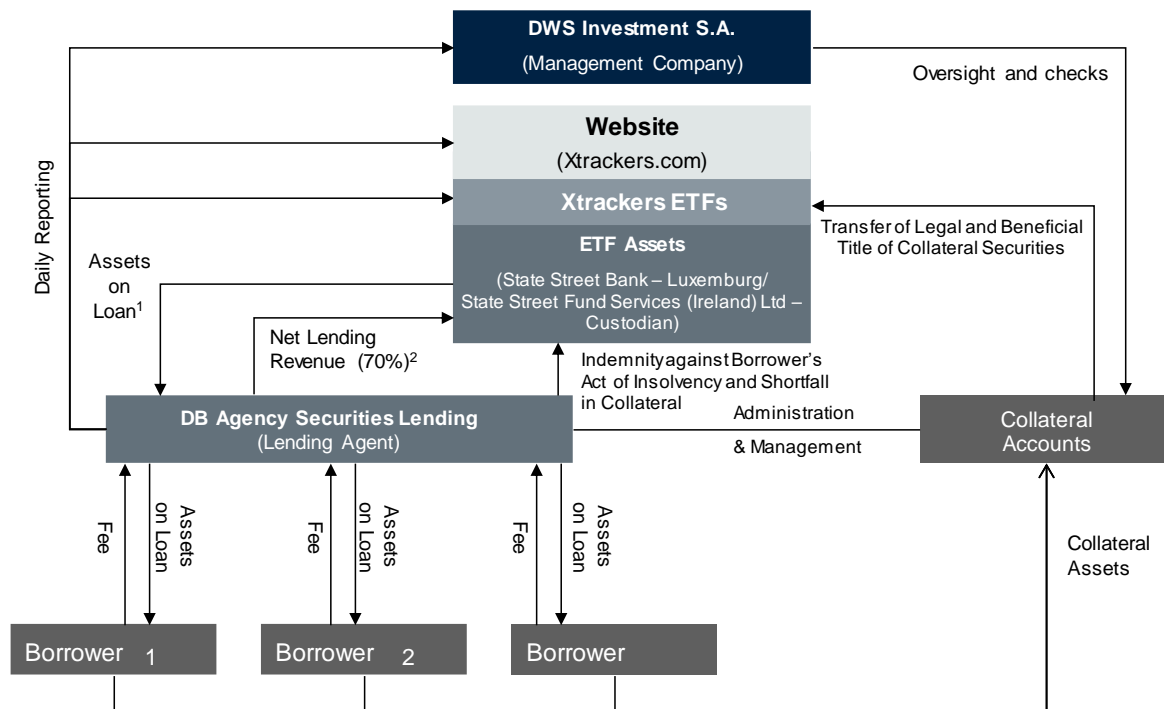 DWS Investment S.A.
(Management Company)
Oversight and checks
Website
(Xtrackers.com)
Xtrackers ETFs
ETF Assets
(State Street Bank – Luxemburg/
State Street Fund Services (Ireland) Ltd –
Custodian)
Transfer of Legal and Beneficial
Title of Collateral Securities
Daily Reporting
Assets
on
Loan1
Net Lending
Revenue (70%)2
Indemnity against Borrower's
Act of Insolvency and Shortfall
in Collateral
DB Agency Securities Lending
(Lending Agent)
Administration
& Management
Collateral
Accounts
Fee
Assets
on Loan
Fee
Assets
on Loan
Fee
Assets
on Loan
Collateral
Assets
Borrower 1
Borrower 2
Borrower